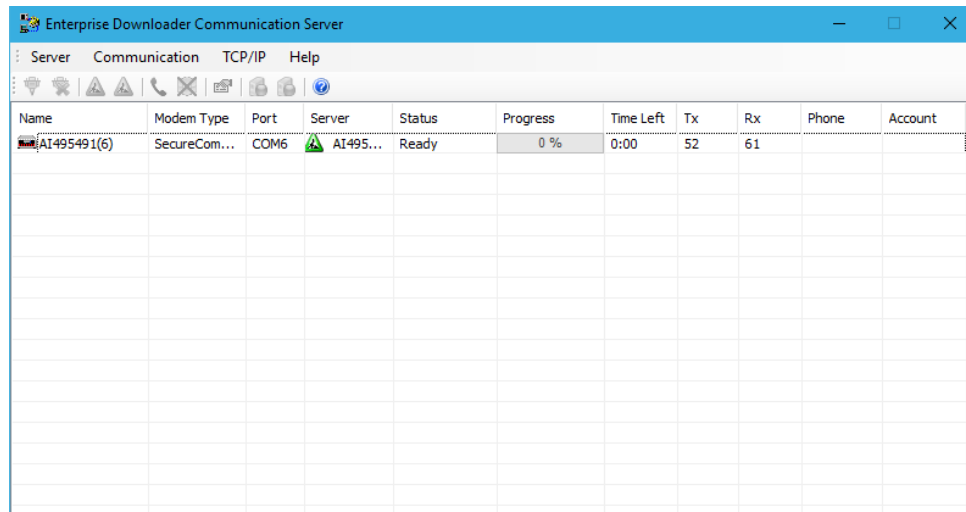 Enterprise Downloader Communication Server
Server Communication TCP/IP Help
Name Modem Type Port Server Status Progress Time Left Tx Rx Phone Account
AI495491(6) SecureCom... COM6 AI495... Ready 0 % 0:00 52 61